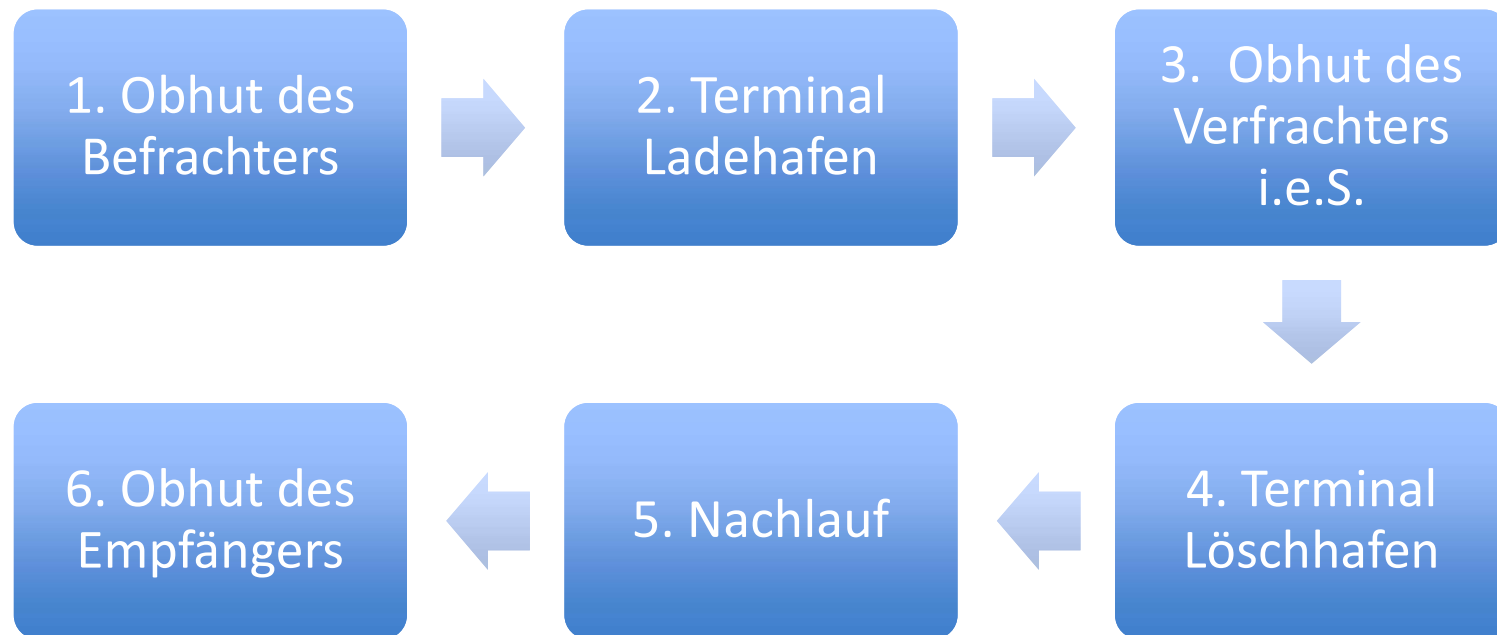 1. Obhut des
Befrachters
2. Terminal
Ladehafen
3. Obhut des
Verfrachters
i.e.S.
4. Terminal
Löschhafen
5. Nachlauf
6. Obhut des
Empfängers